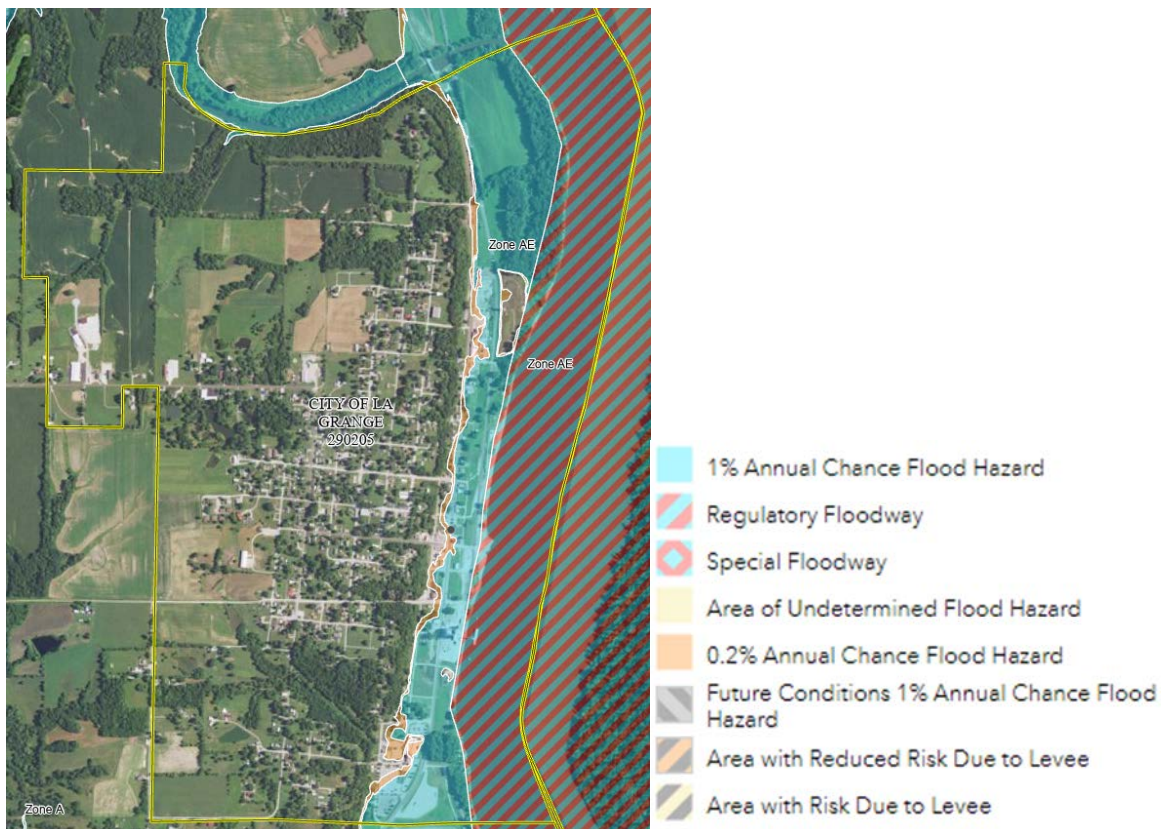 Zone AE
Zone AE
CITY OF LA
GRANGE
290205
Zone A
1% Annual Chance Flood Hazard
Regulatory Floodway
Special Floodway
Area of Undetermined Flood Hazard
0.2% Annual Chance Flood Hazard
Future Conditions 1% Annual Chance Flood
Hazard
Area with Reduced Risk Due to Levee
Area with Risk Due to Levee